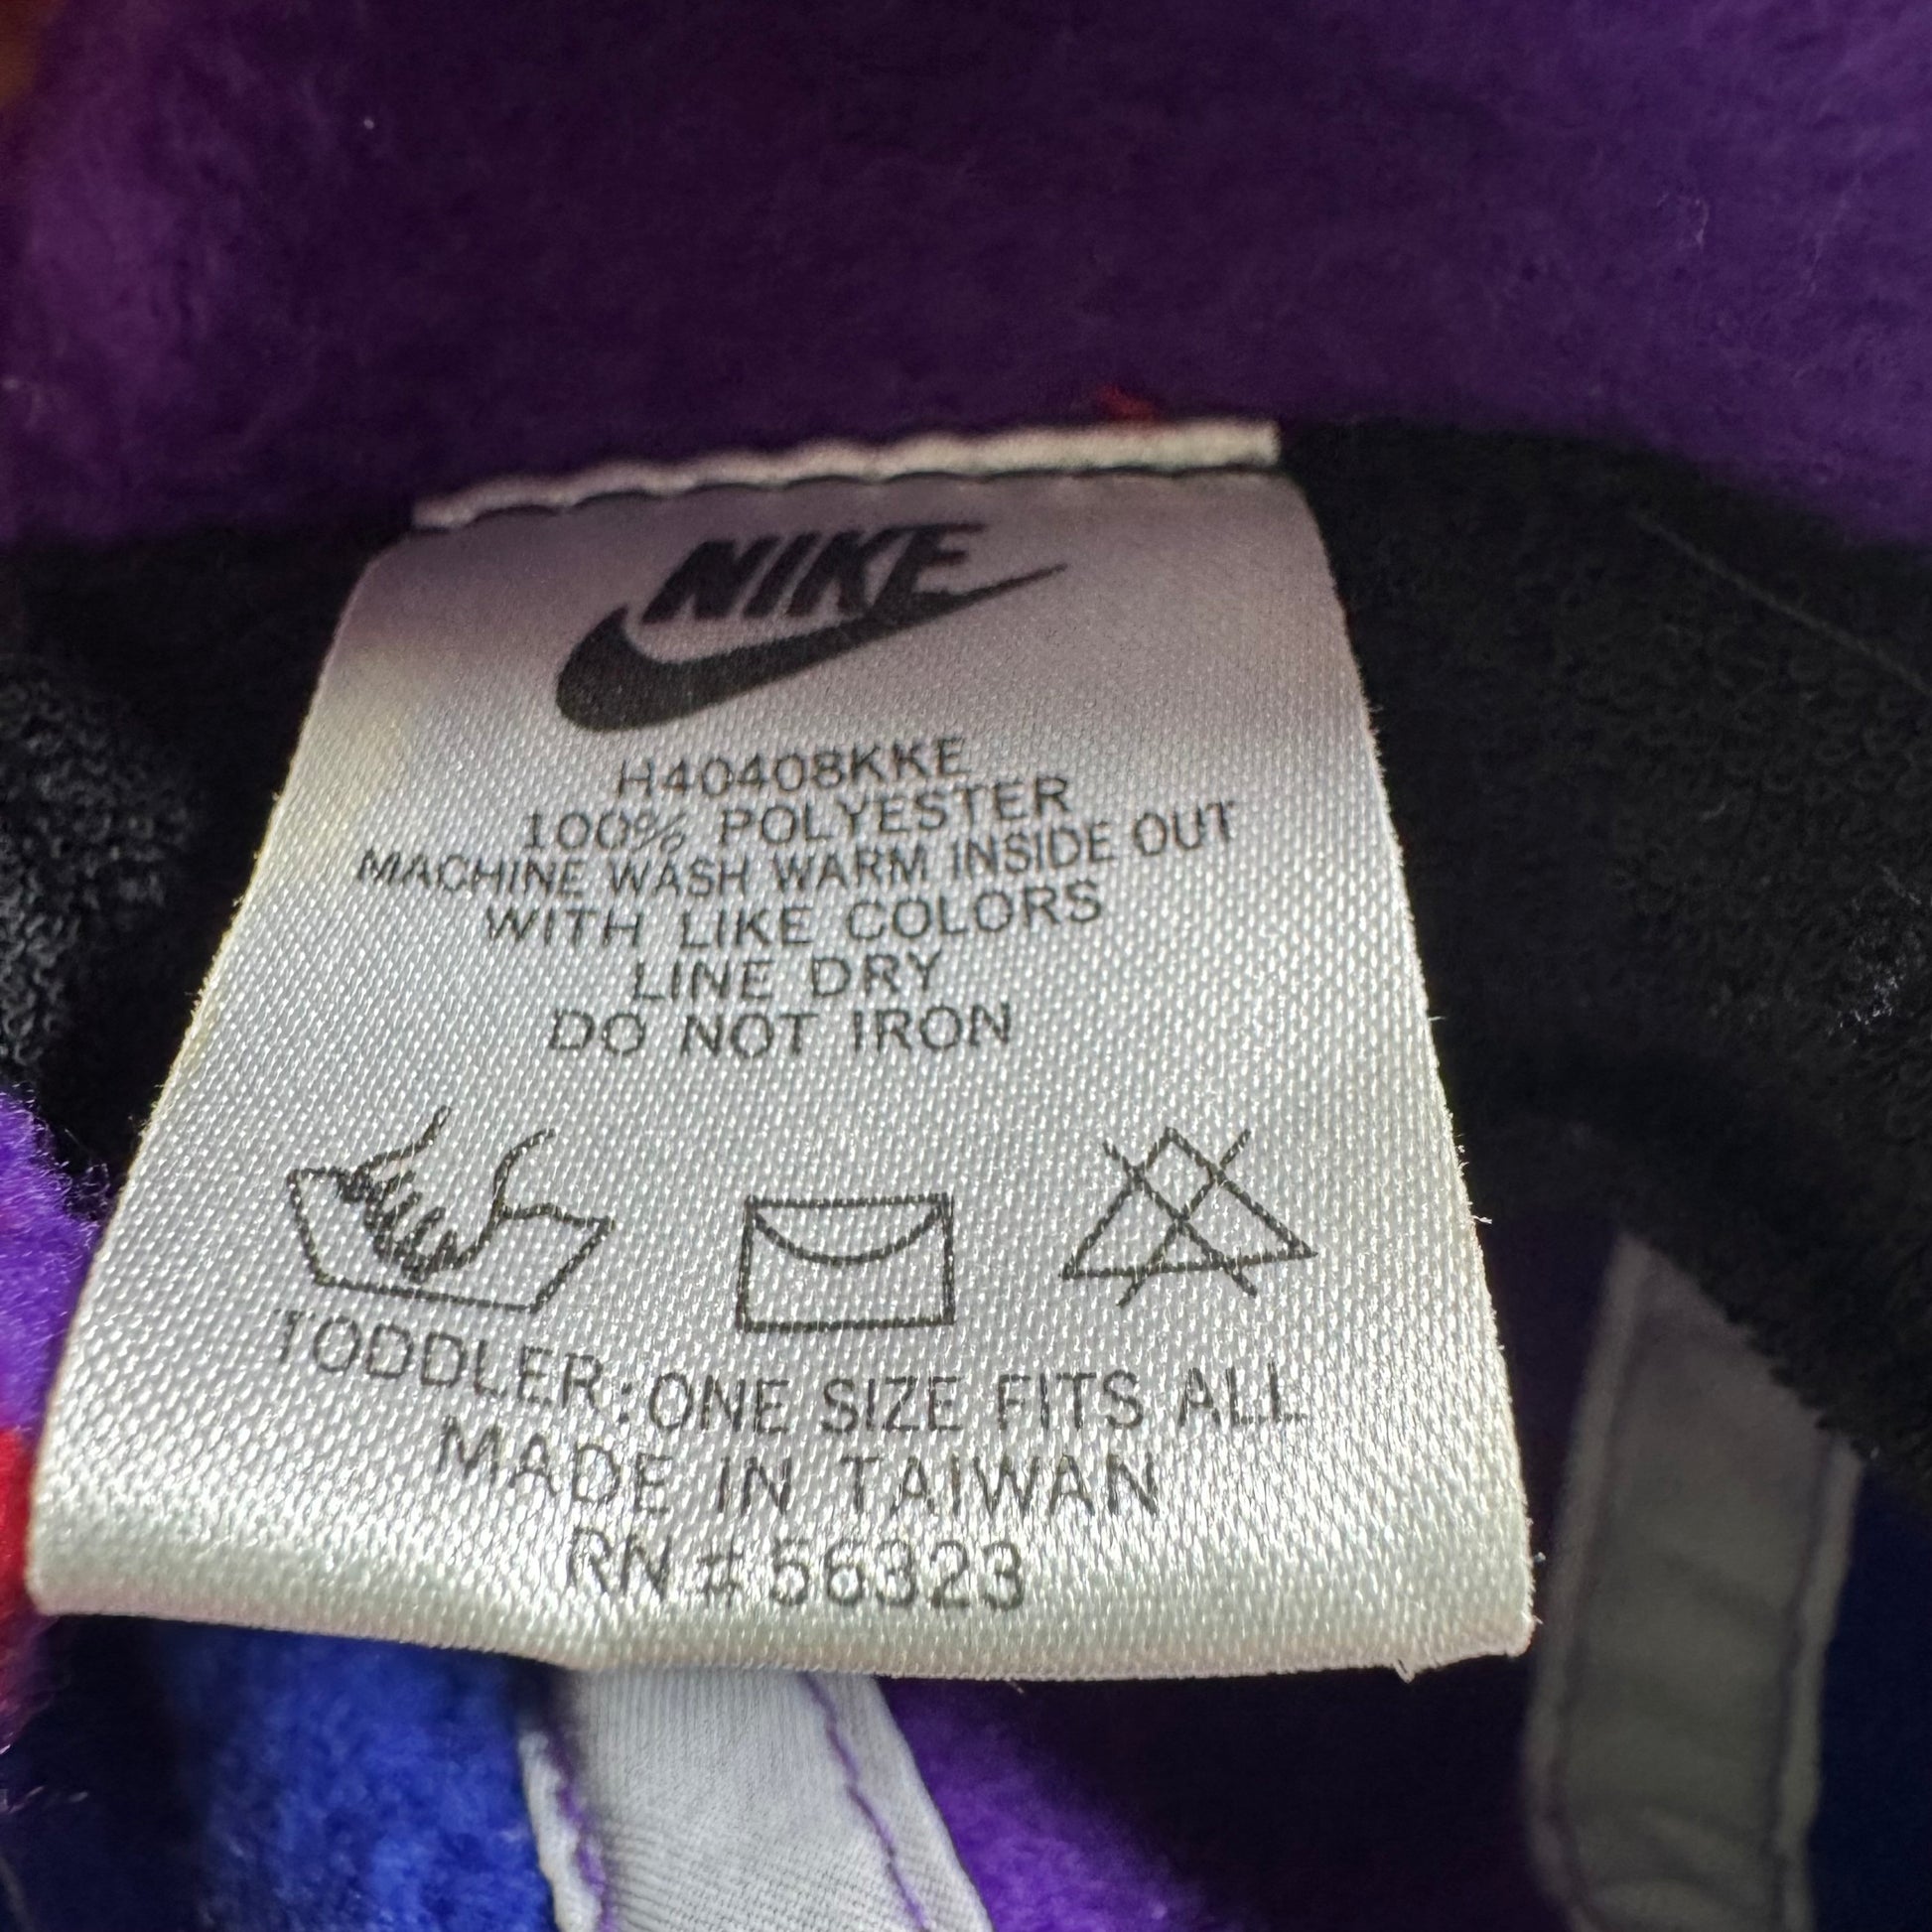 NIKE
H40408KKE
100% POLYESTER
MACHINE WASH WARM INSIDE OUT
WITH LIKE COLORS
LINE DRY
DO NOT IRON
TODDLER:ONE SIZE FITS ALL
MADE IN TAIWAN
RN#56323